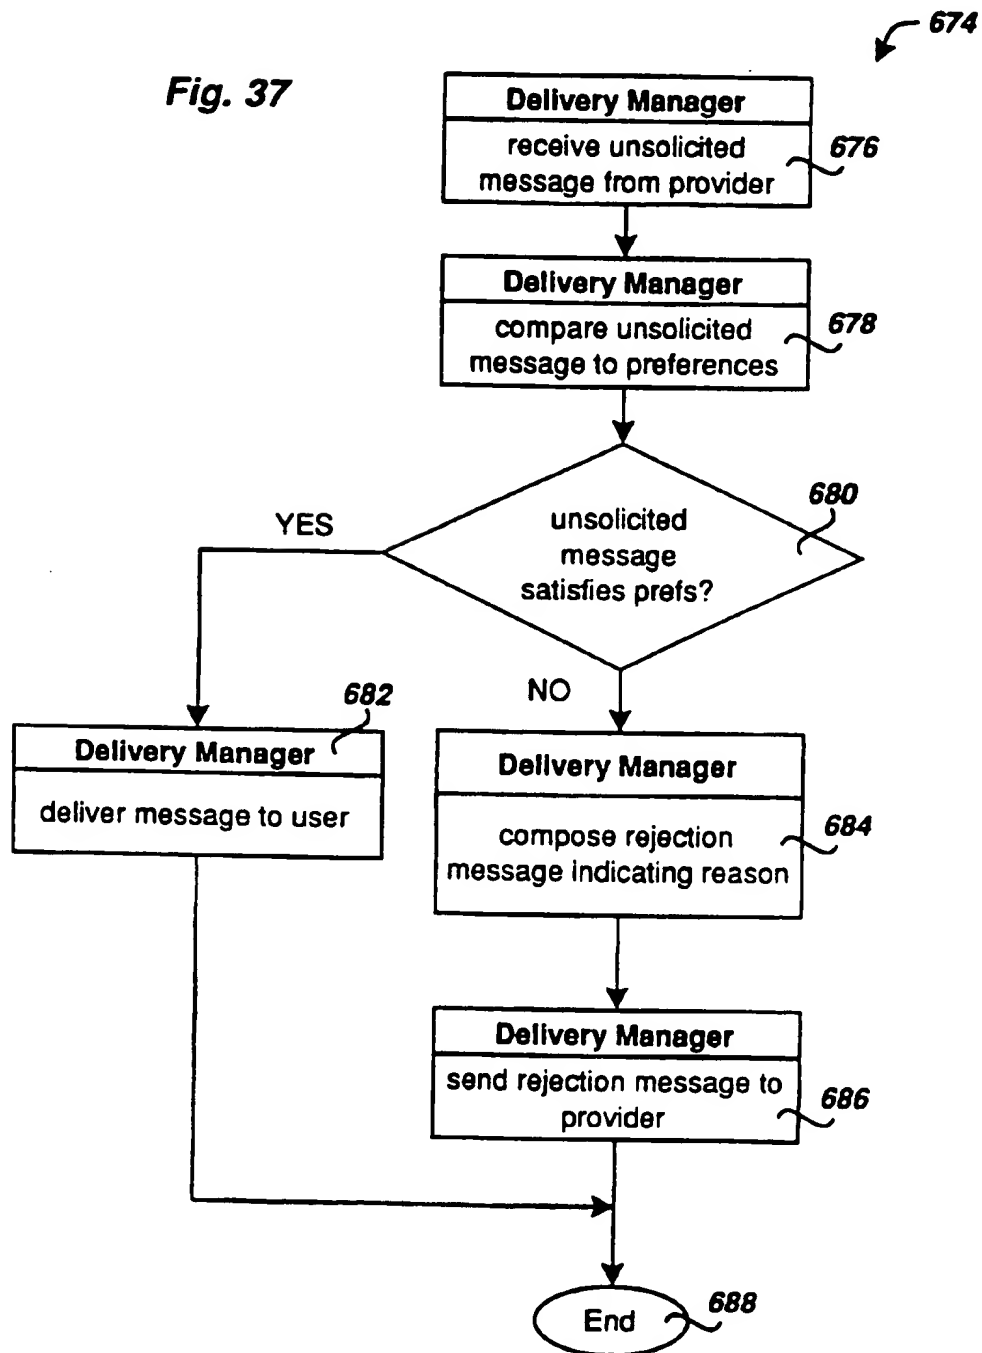 674
Fig. 37
Delivery Manager
receive unsolicited
message from provider
676
Delivery Manager
compare unsolicited
message to preferences
678
unsolicited
message
satisfies prefs?
680
YES
NO
682
Delivery Manager
deliver message to user
Delivery Manager
compose rejection
message indicating reason
684
Delivery Manager
send rejection message to
provider
686
End
688